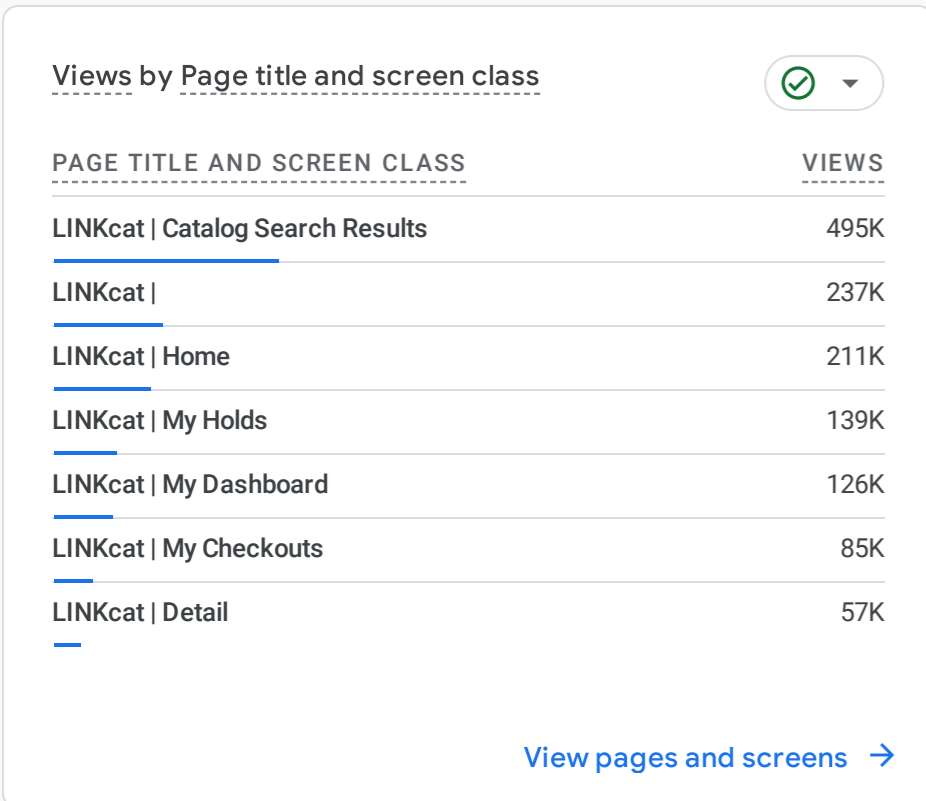 Views by Page title and screen class
PAGE TITLE AND SCREEN CLASS VIEWS
LINKcat | Catalog Search Results 495K
LINKcat | 237K
LINKcat | Home 211K
LINKcat | My Holds 139K
LINKcat | My Dashboard 126K
LINKcat | My Checkouts 85K
LINKcat | Detail 57K
View pages and screens